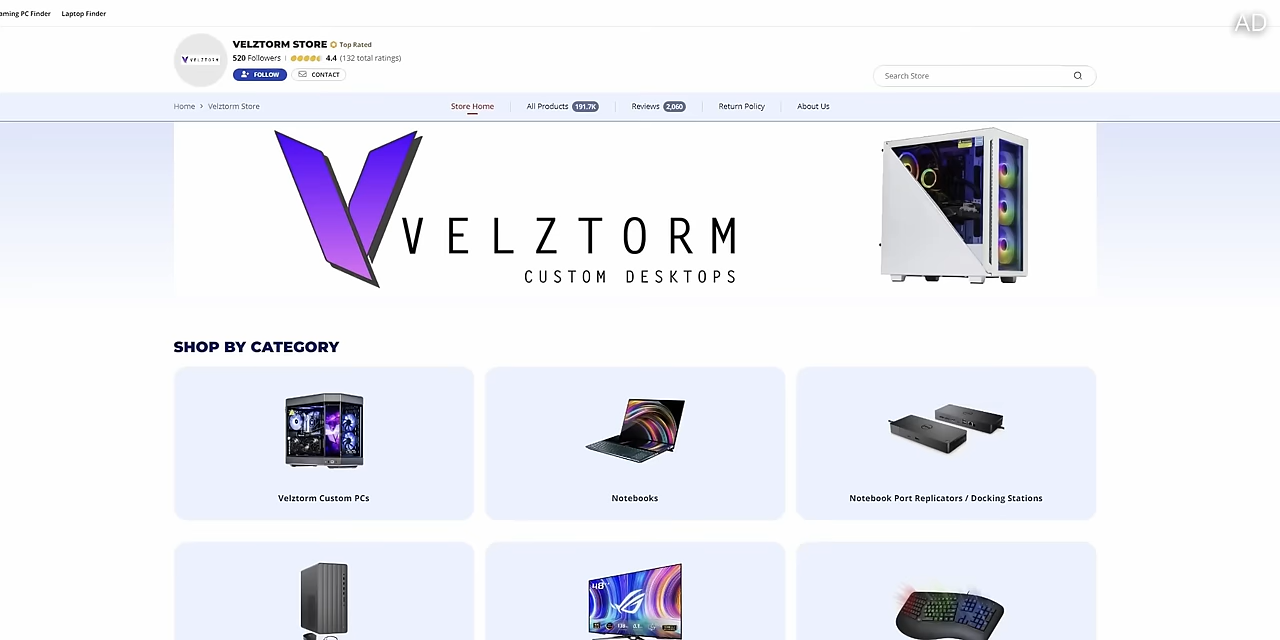 aming PC Finder Laptop Finder
AD
VELZTORM STORE Top Rated
520 Followers 4.4 (132 total ratings)
VELZTORM
FOLLOW CONTACT
Search Store
Home > Velztorm Store
Store Home All Products 191.7K Reviews 2,060 Return Policy About Us
VELZTORM
CUSTOM DESKTOPS
SHOP BY CATEGORY
Velztorm Custom PCs
Notebooks
Notebook Port Replicators / Docking Stations
48"